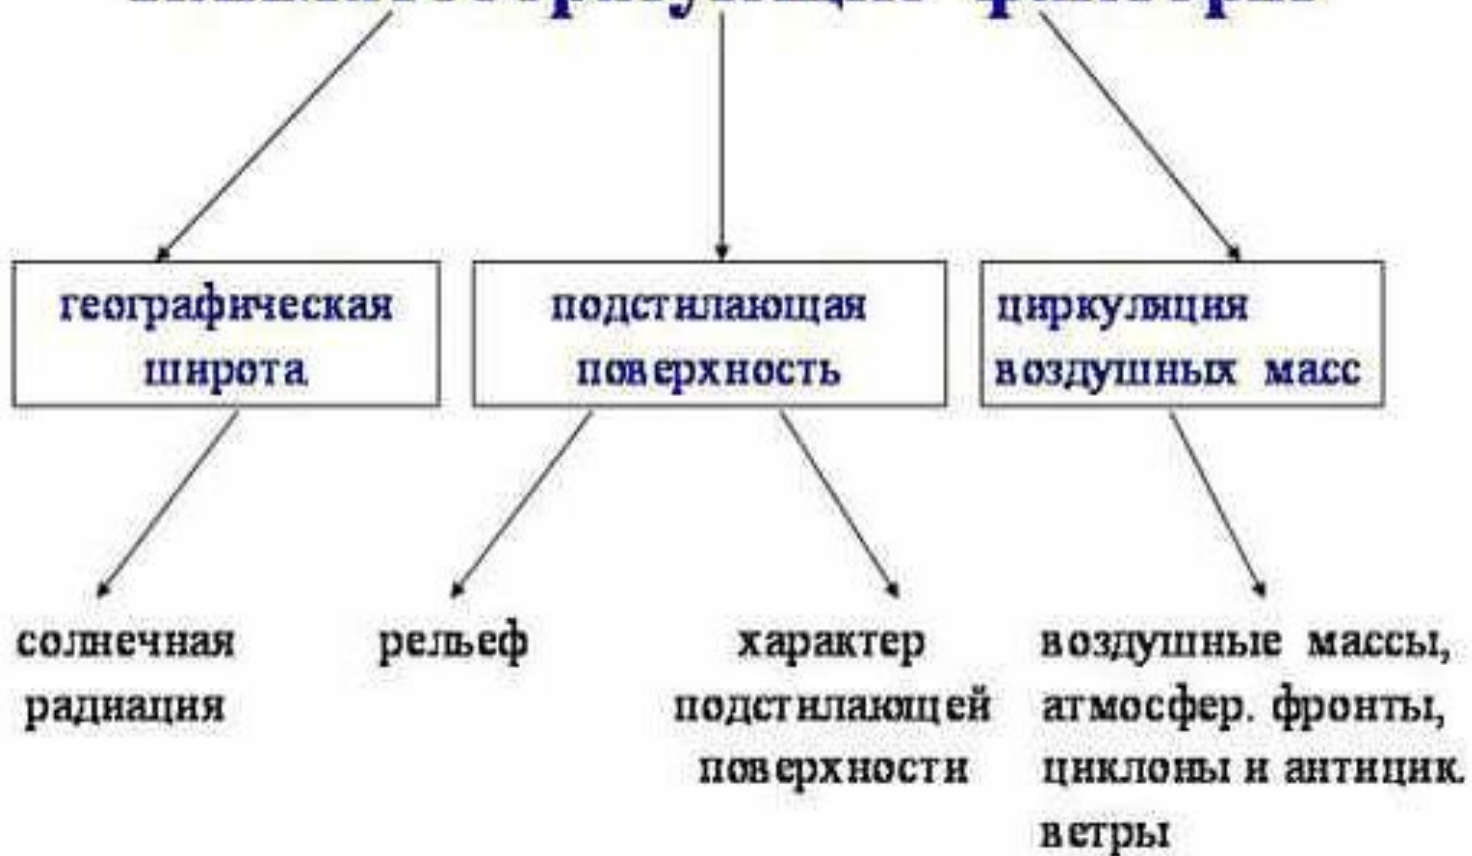 географическая
широта
подстилающая
поверхность
циркуляция
воздушных масс
солнечная
радиация
рельеф
характер
подстилающей
поверхности
воздушные массы,
атмосфер. фронты,
циклоны и антицик.
ветры